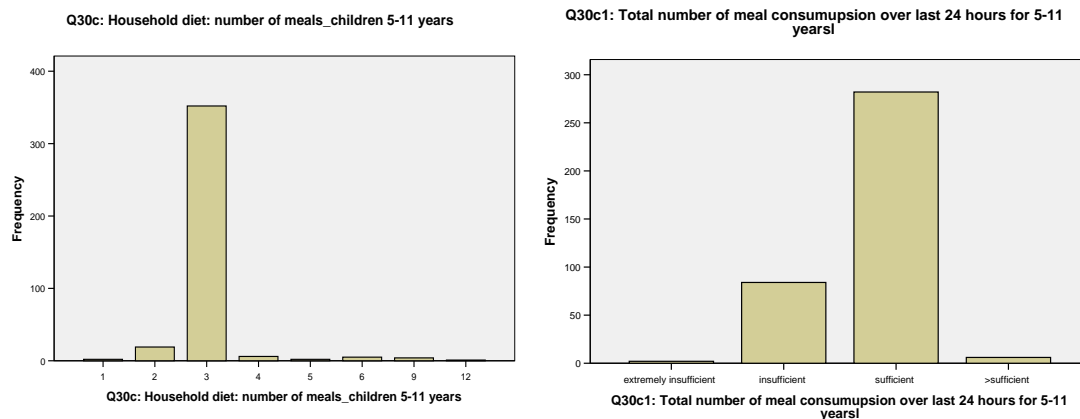 Q30c: Household diet: number of meals_children 5-11 years
400
300
200
100
0
Frequency
1 2 3 4 5 6 9 12
Q30c: Household diet: number of meals_children 5-11 years
Q30c1: Total number of meal consumupsion over last 24 hours for 5-11
yearsl
300
250
200
150
100
50
0
Frequency
extremely insufficient insufficient sufficient >sufficient
Q30c1: Total number of meal consumupsion over last 24 hours for 5-11
yearsl